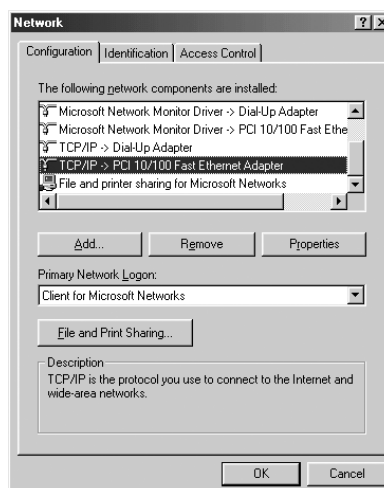 Network
Configuration Identification Access Control
The following network components are installed:
Microsoft Network Monitor Driver -> Dial-Up Adapter
Microsoft Network Monitor Driver -> PCI 10/100 Fast Ethe
TCP/IP -> Dial-Up Adapter
TCP/IP -> PCI 10/100 Fast Ethernet Adapter
File and printer sharing for Microsoft Networks
Add... Remove Properties
Primary Network Logon:
Client for Microsoft Networks
File and Print Sharing...
Description
TCP/IP is the protocol you use to connect to the Internet and
wide-area networks.
OK Cancel